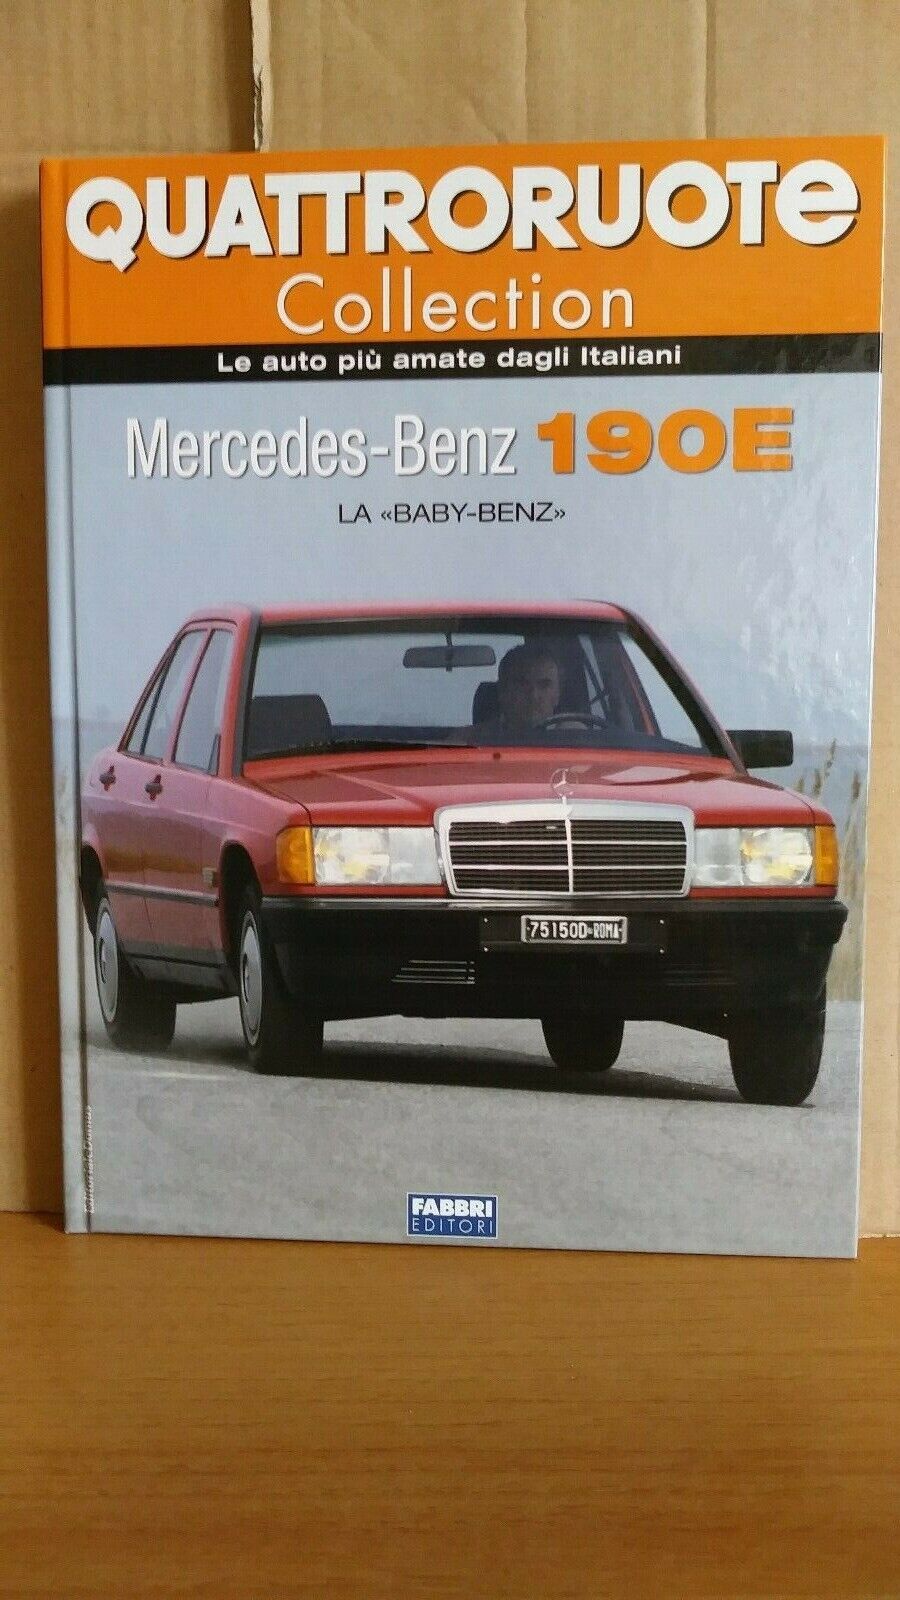 QUATTRORUOTe
Collection
Le auto più amate dagli Italiani
Mercedes-Benz 190E
LA «BABY-BENZ»
75150D-ROMA
FABBRI
EDITORI